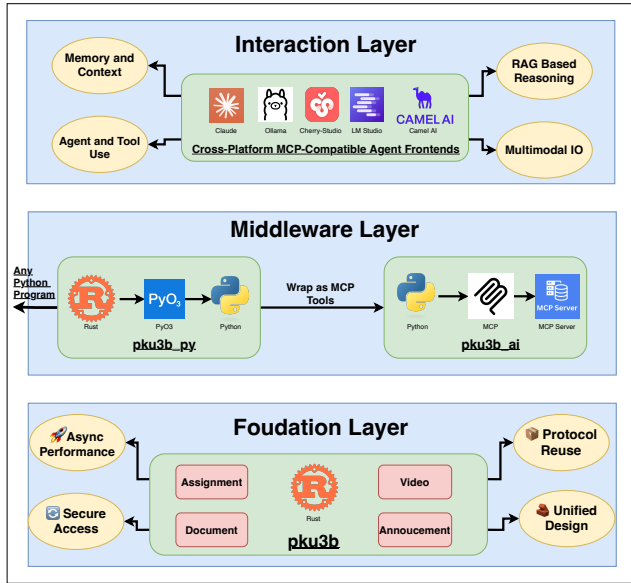 Interaction Layer
Memory and
Context
RAG Based
Reasoning
Claude
Ollama
Cherry-Studio
LM Studio
CAMEL AI
Camel AI
Agent and Tool
Use
Cross-Platform MCP-Compatible Agent Frontends
Multimodal IO
Middleware Layer
Any
Python
Program
Rust
PyO3
PyO3
Python
pku3b_py
Wrap as MCP
Tools
Python
MCP
MCP Server
MCP Server
pku3b_ai
Foudation Layer
Async
Performance
Protocol
Reuse
Assignment
Video
Rust
Secure
Access
Document
Annoucement
Unified
Design
pku3b